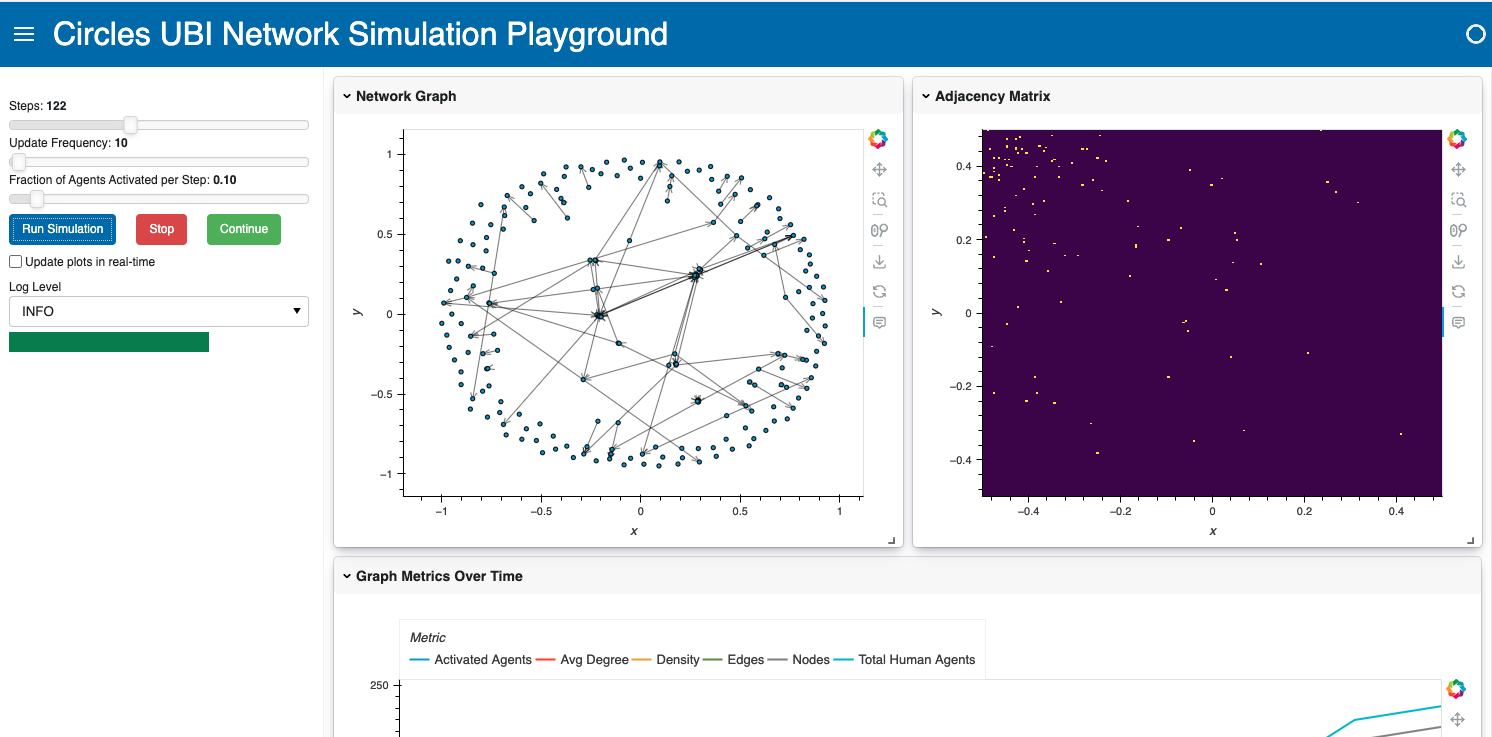 Circles UBI Network Simulation Playground
Steps: 122
Update Frequency: 10
Fraction of Agents Activated per Step: 0.10
Run Simulation
Stop
Continue
Update plots in real-time
Log Level
INFO
Network Graph
1
0.5
0
−0.5
−1
y
−1
−0.5
0
0.5
1
x
Adjacency Matrix
0.4
0.2
0
−0.2
−0.4
y
−0.4
−0.2
0
0.2
0.4
x
Graph Metrics Over Time
Metric
Activated Agents Avg Degree Density Edges Nodes Total Human Agents
250